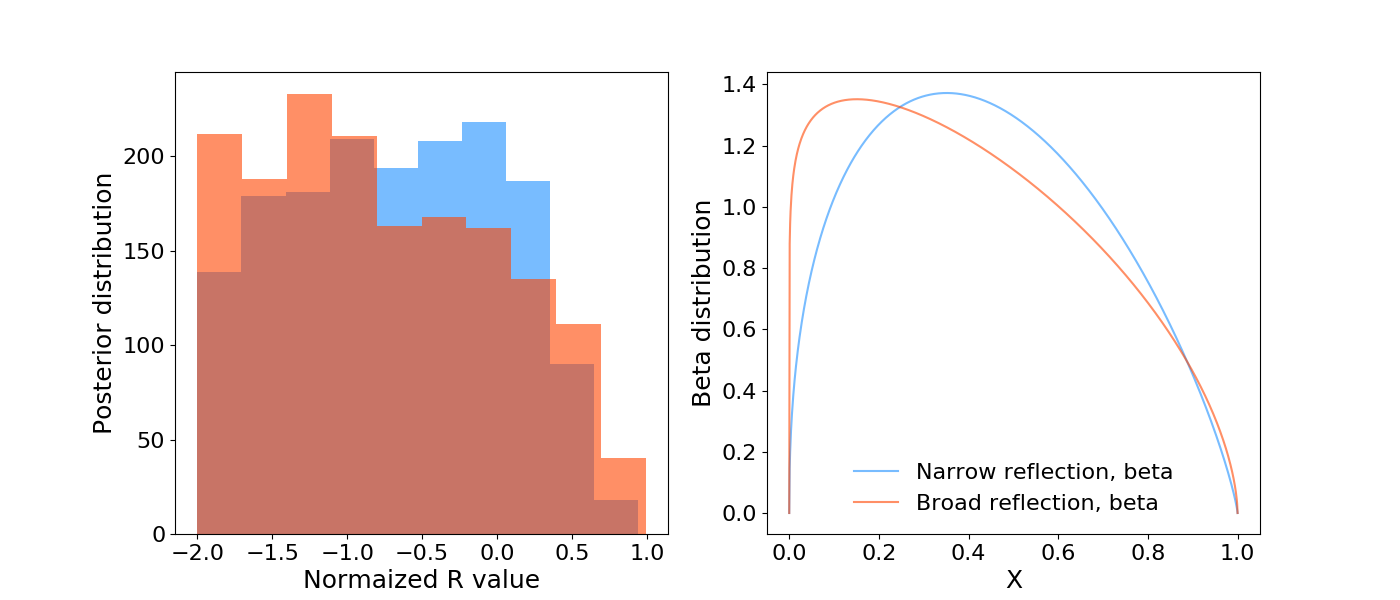 Posterior distribution
200
150
100
50
0
−2.0 −1.5 −1.0 −0.5 0.0 0.5 1.0
Normaized R value
Beta distribution
1.4
1.2
1.0
0.8
0.6
0.4
0.2
0.0
Narrow reflection, beta
Broad reflection, beta
0.0 0.2 0.4 0.6 0.8 1.0
X